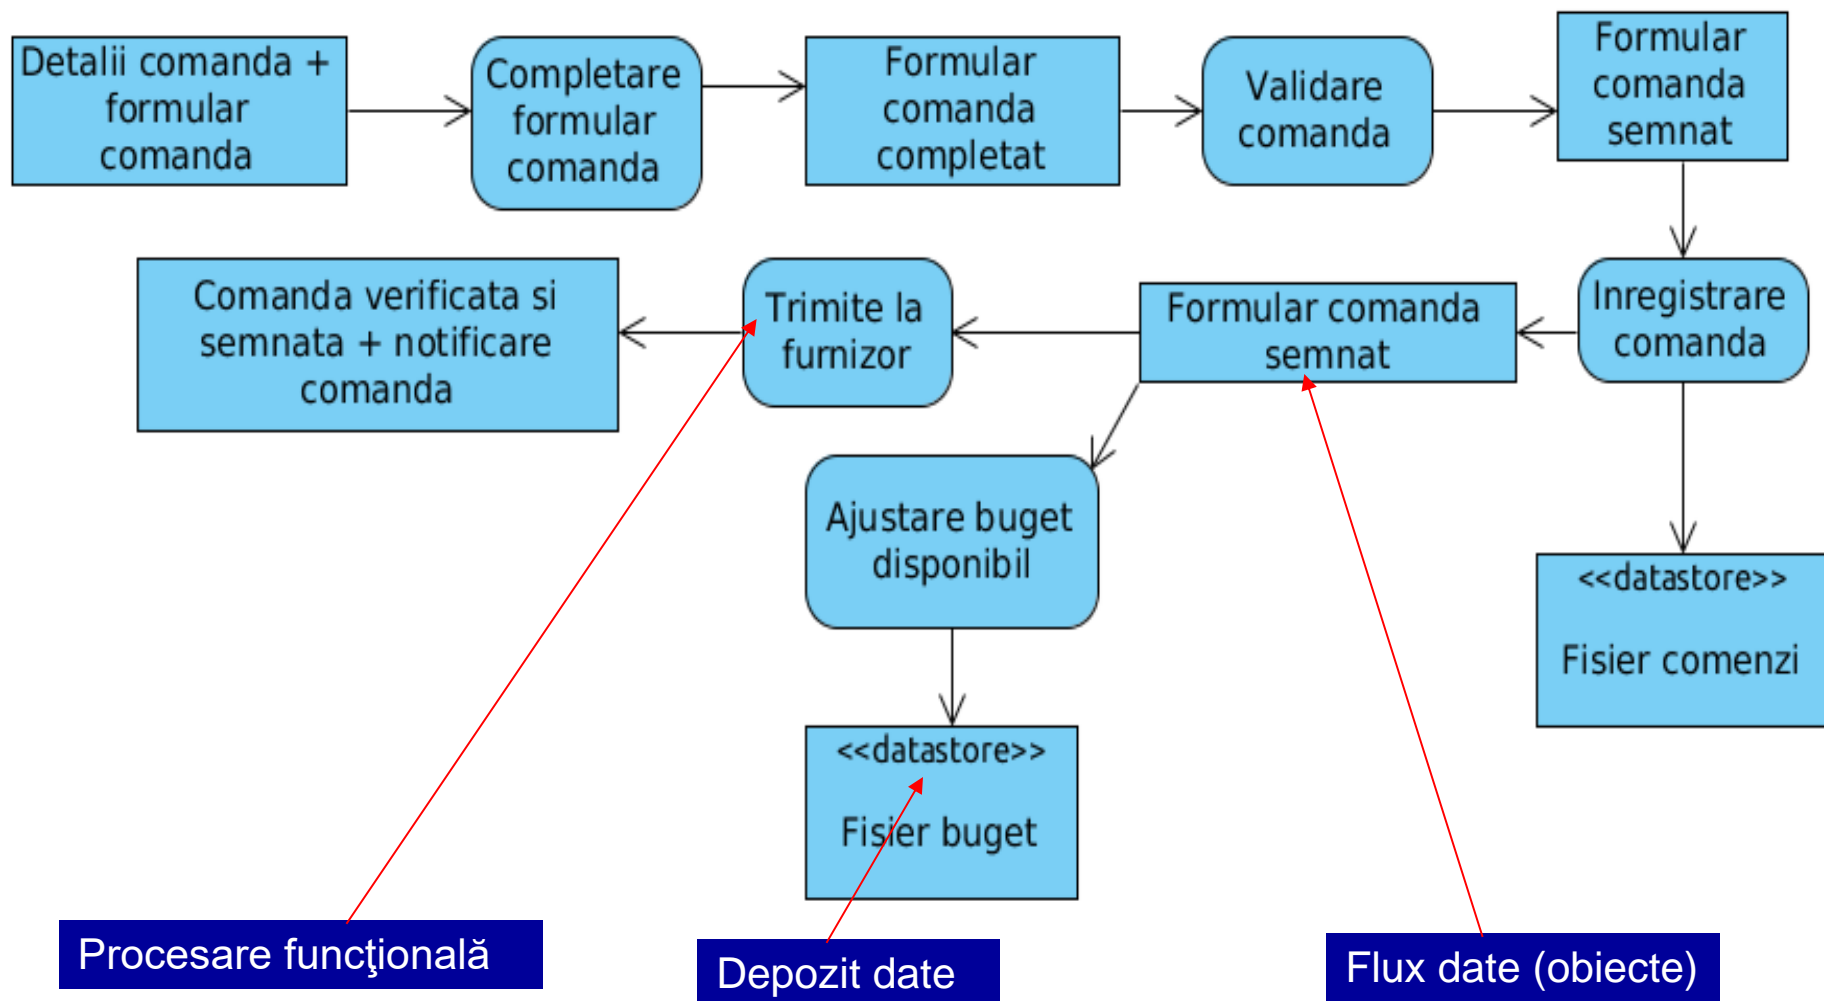 Detalii comanda +
formular
comanda
Completare
formular
comanda
Formular
comanda
completat
Validare
comanda
Formular
comanda
semnat
Comanda verificata si
semnata + notificare
comanda
Trimite la
furnizor
Formular comanda
semnat
Inregistrare
comanda
Ajustare buget
disponibil
<<datastore>>
Fisier comenzi
<<datastore>>
Fisier buget
Procesare funcţională
Depozit date
Flux date (obiecte)